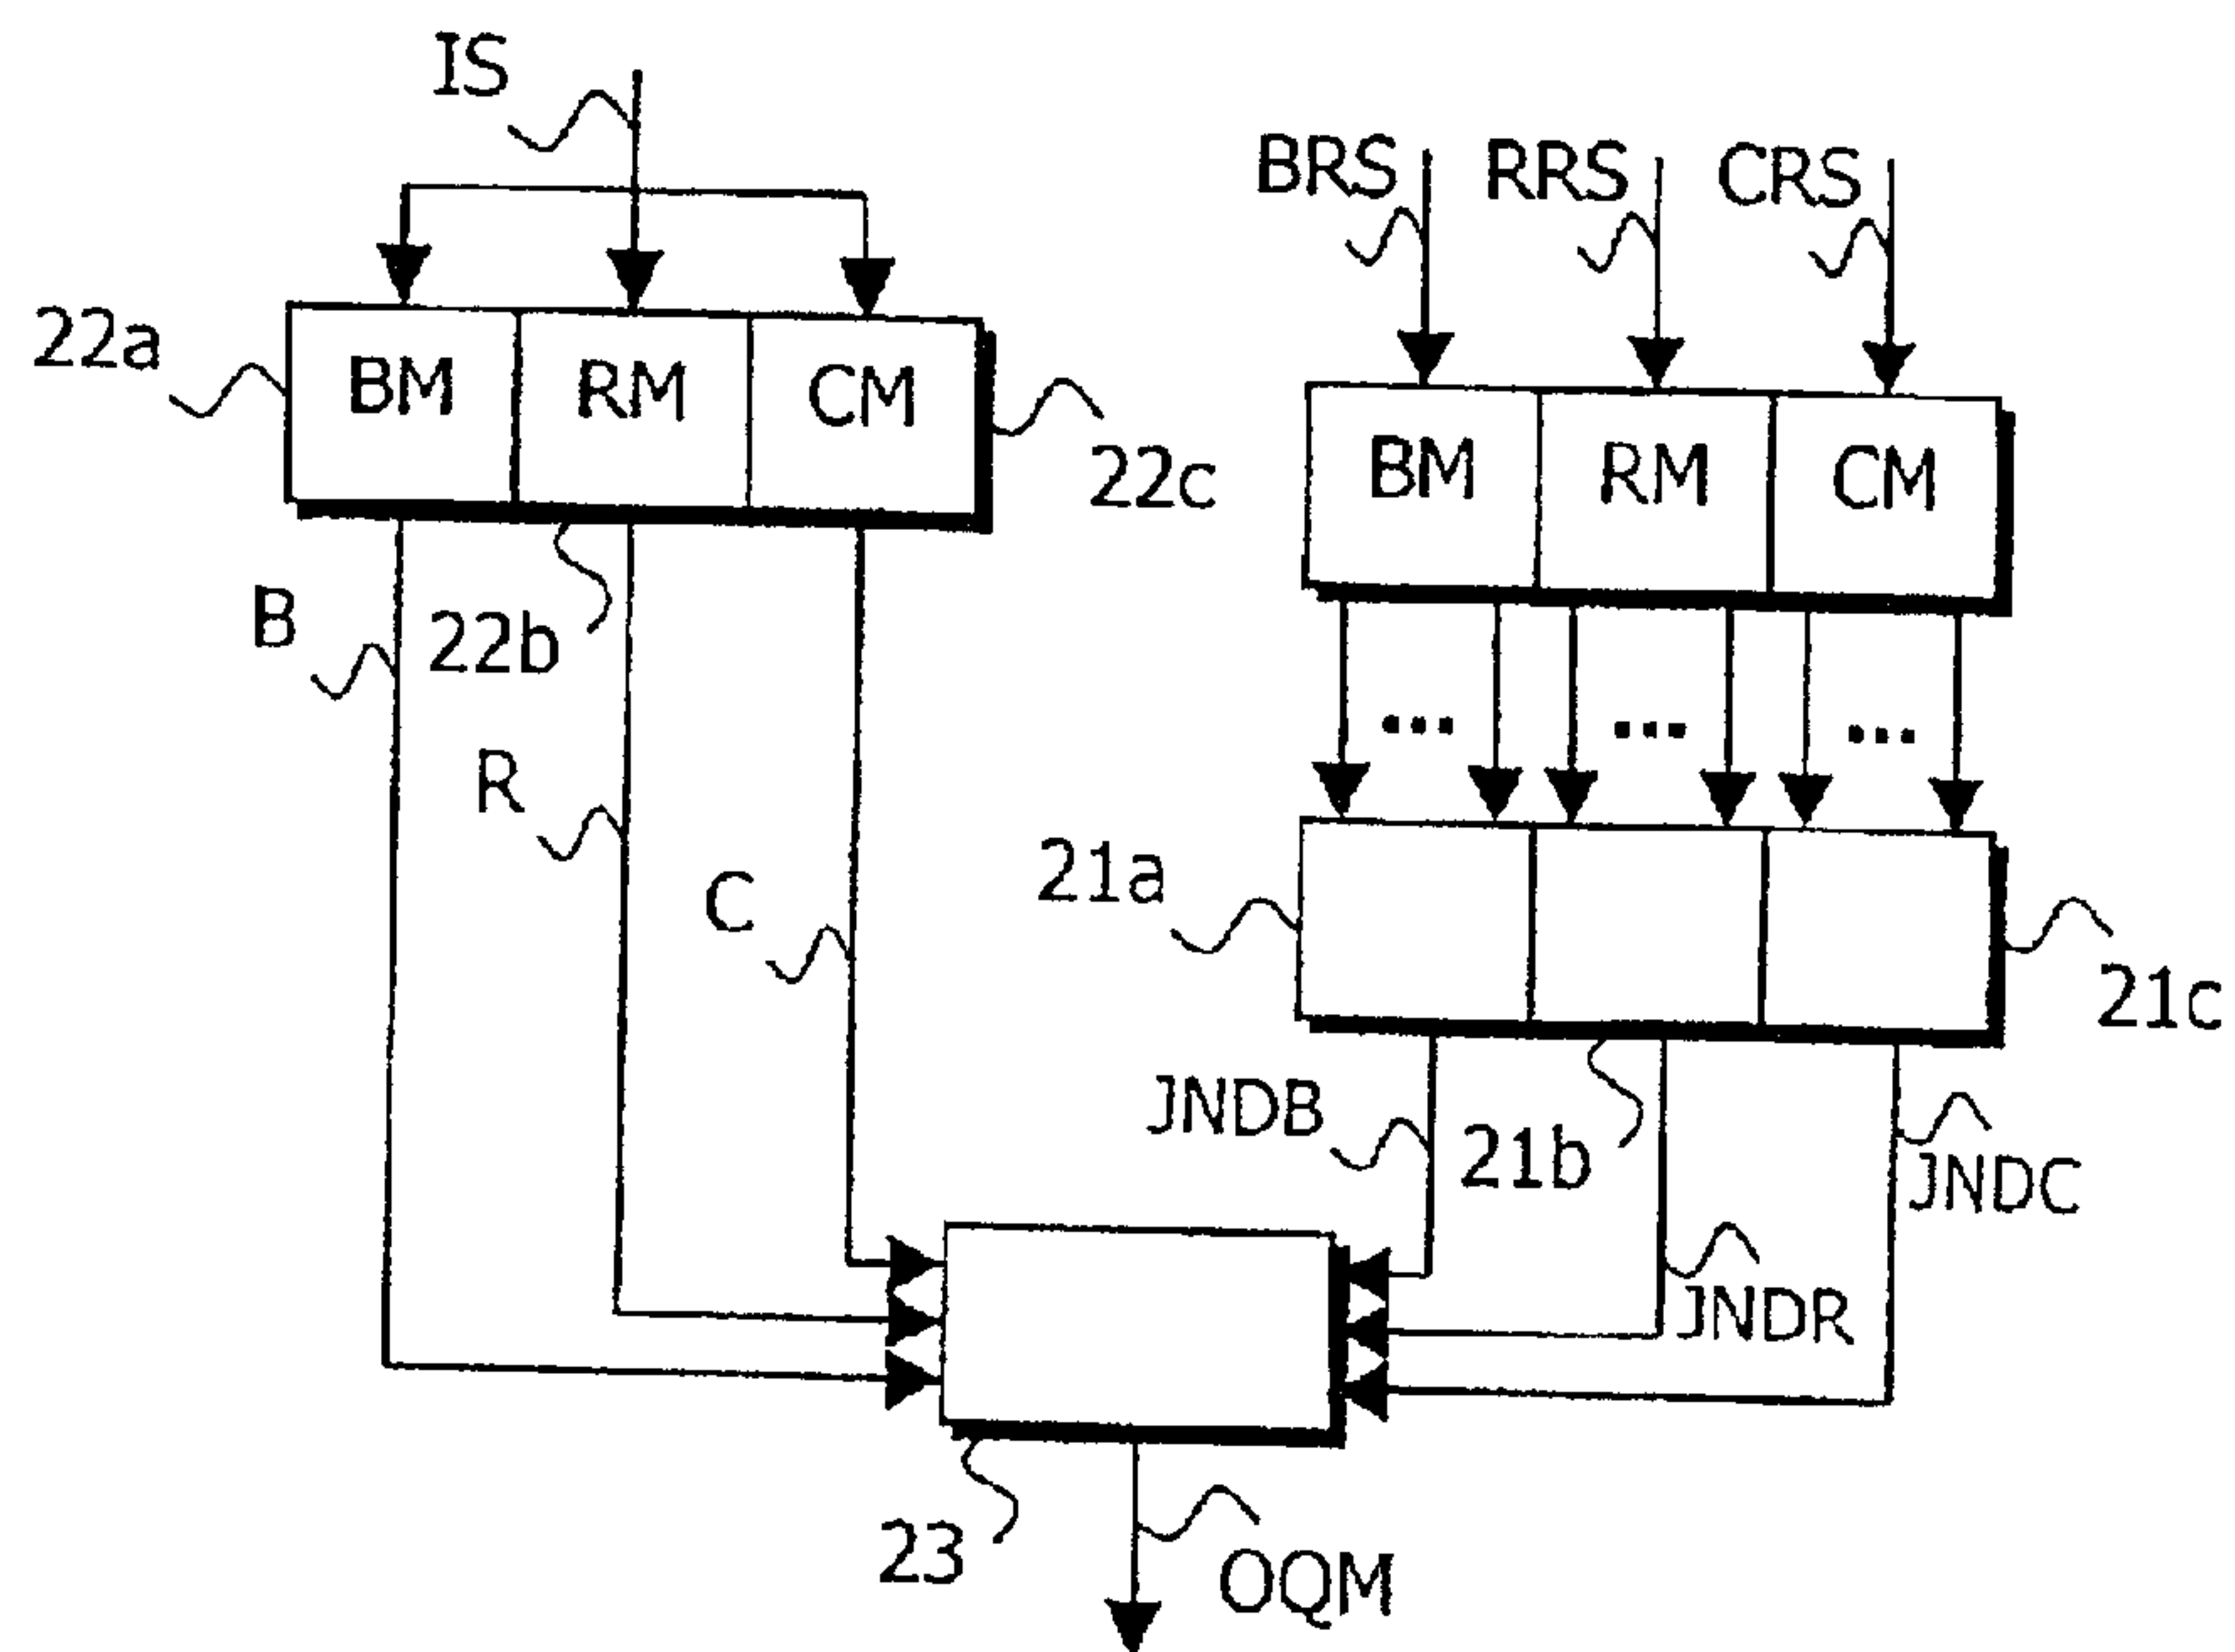 IS
BRS RRS CRS
22a
BM RM CM
22c
BM RM CM
B
22b
... ... ...
R
C
21a
21c
JNDB
21b
JNDC
JNDR
23
OQM